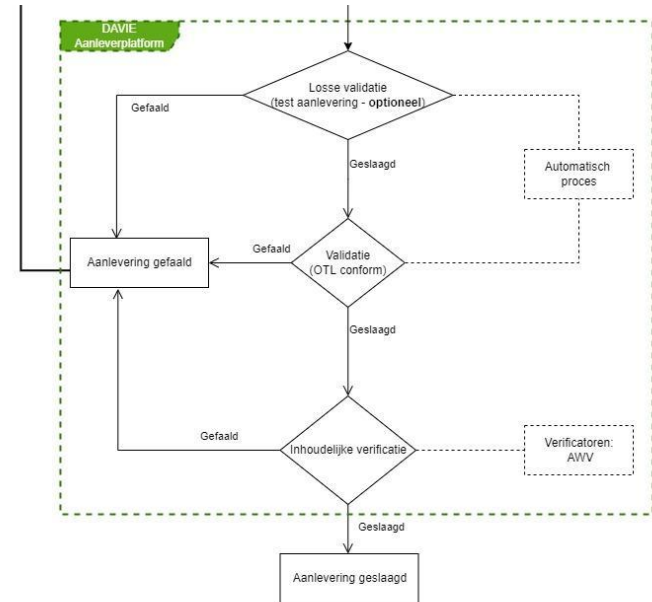 DAVIE
Aanleverplatform
Losse validatie
(test aanlevering - optioneel)
Gefaald
Geslaagd
Automatisch
proces
Aanlevering gefaald
Gefaald
Validatie
(OTL conform)
Geslaagd
Gefaald
Inhoudelijke verificatie
Verificatoren:
AWV
Geslaagd
Aanlevering geslaagd